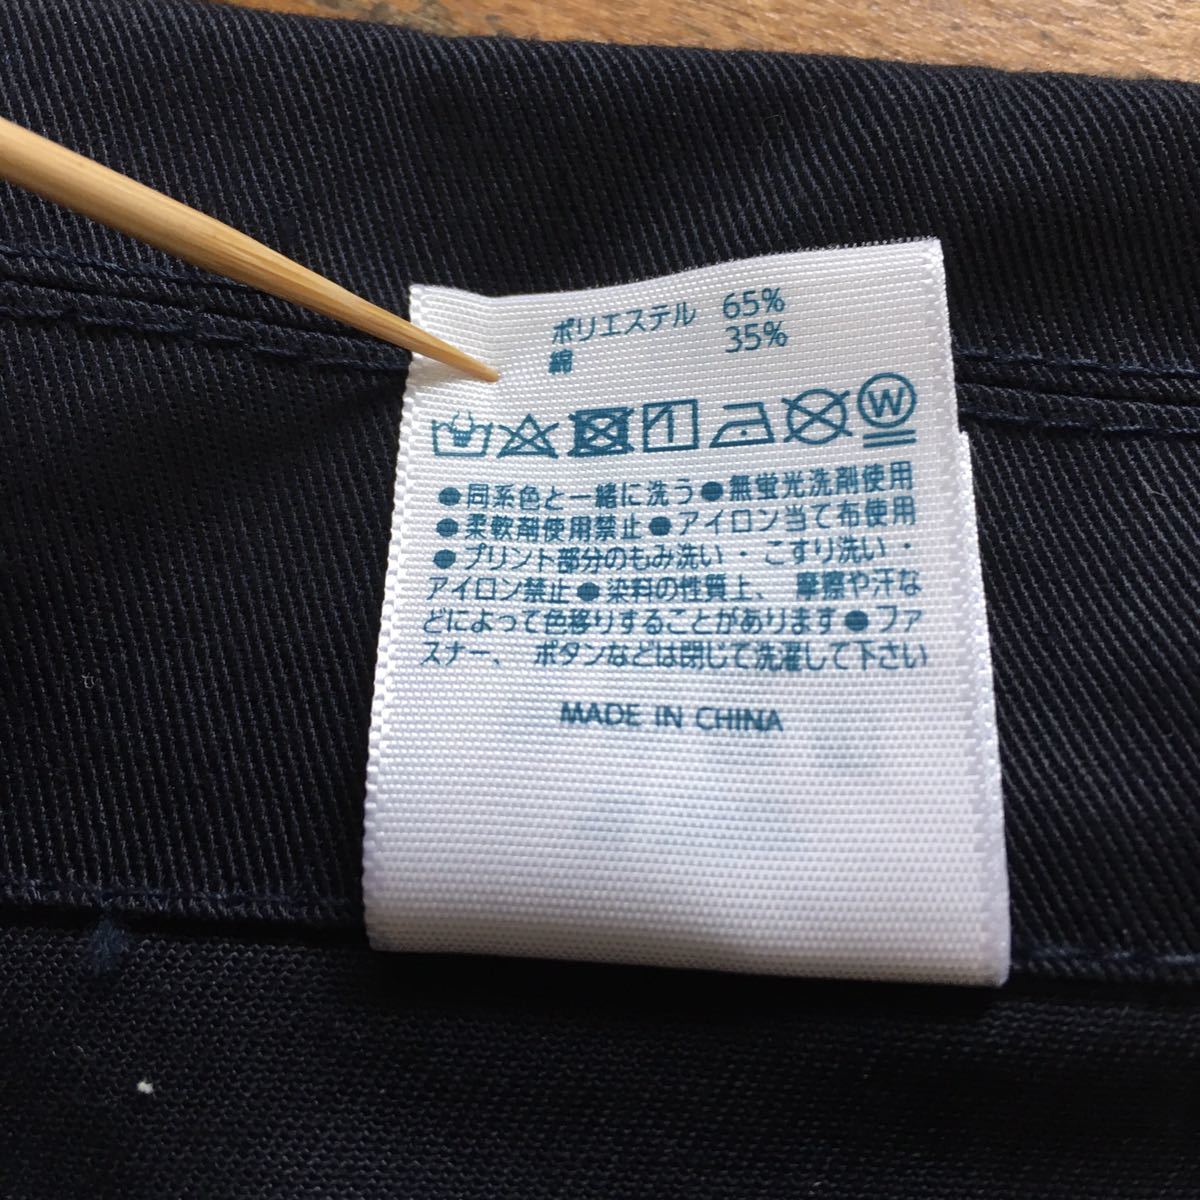 ポリエステル 65%
綿 35%
W
●同系色と一緒に洗う●無蛍光洗剤使用
●柔軟剤使用禁止●アイロン当て布使用
●プリント部分のもみ洗い・こすり洗い・
アイロン禁止●染料の性質上、摩擦や汗な
どによって色移りすることがあります●ファ
スナー、ボタンなどは閉じて洗濯して下さい
MADE IN CHINA